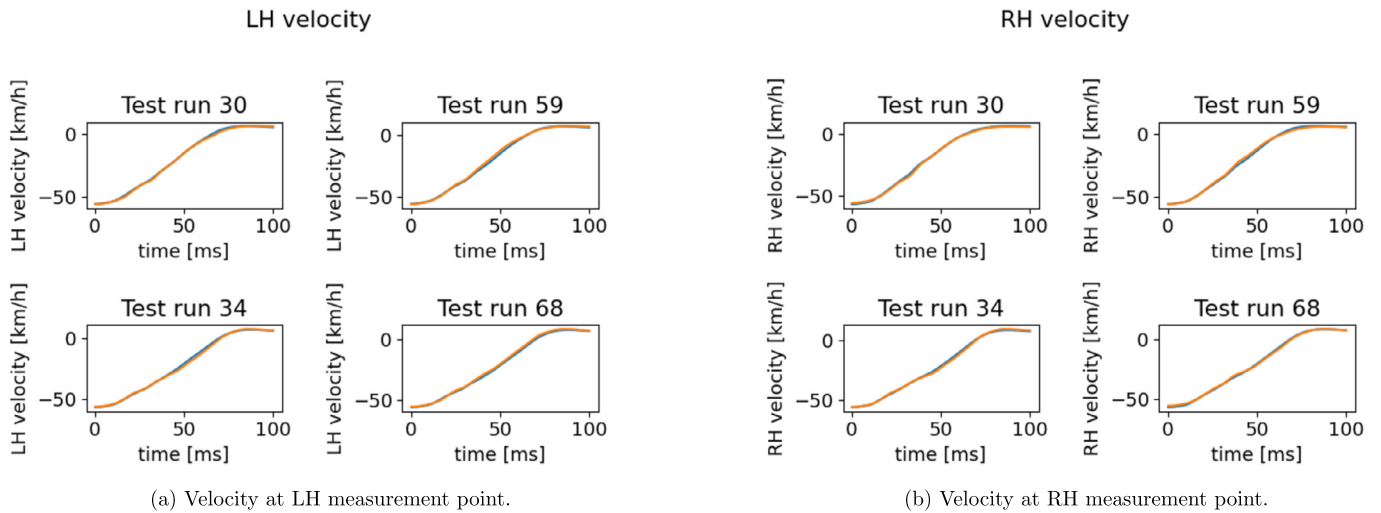 LH velocity
Test run 30
LH velocity [km/h]
0
−50
0 50 100
time [ms]
Test run 59
LH velocity [km/h]
0
−50
0 50 100
time [ms]
Test run 34
LH velocity [km/h]
0
−50
0 50 100
time [ms]
Test run 68
LH velocity [km/h]
0
−50
0 50 100
time [ms]
(a) Velocity at LH measurement point.
RH velocity
Test run 30
RH velocity [km/h]
0
−50
0 50 100
time [ms]
Test run 59
RH velocity [km/h]
0
−50
0 50 100
time [ms]
Test run 34
RH velocity [km/h]
0
−50
0 50 100
time [ms]
Test run 68
RH velocity [km/h]
0
−50
0 50 100
time [ms]
(b) Velocity at RH measurement point.